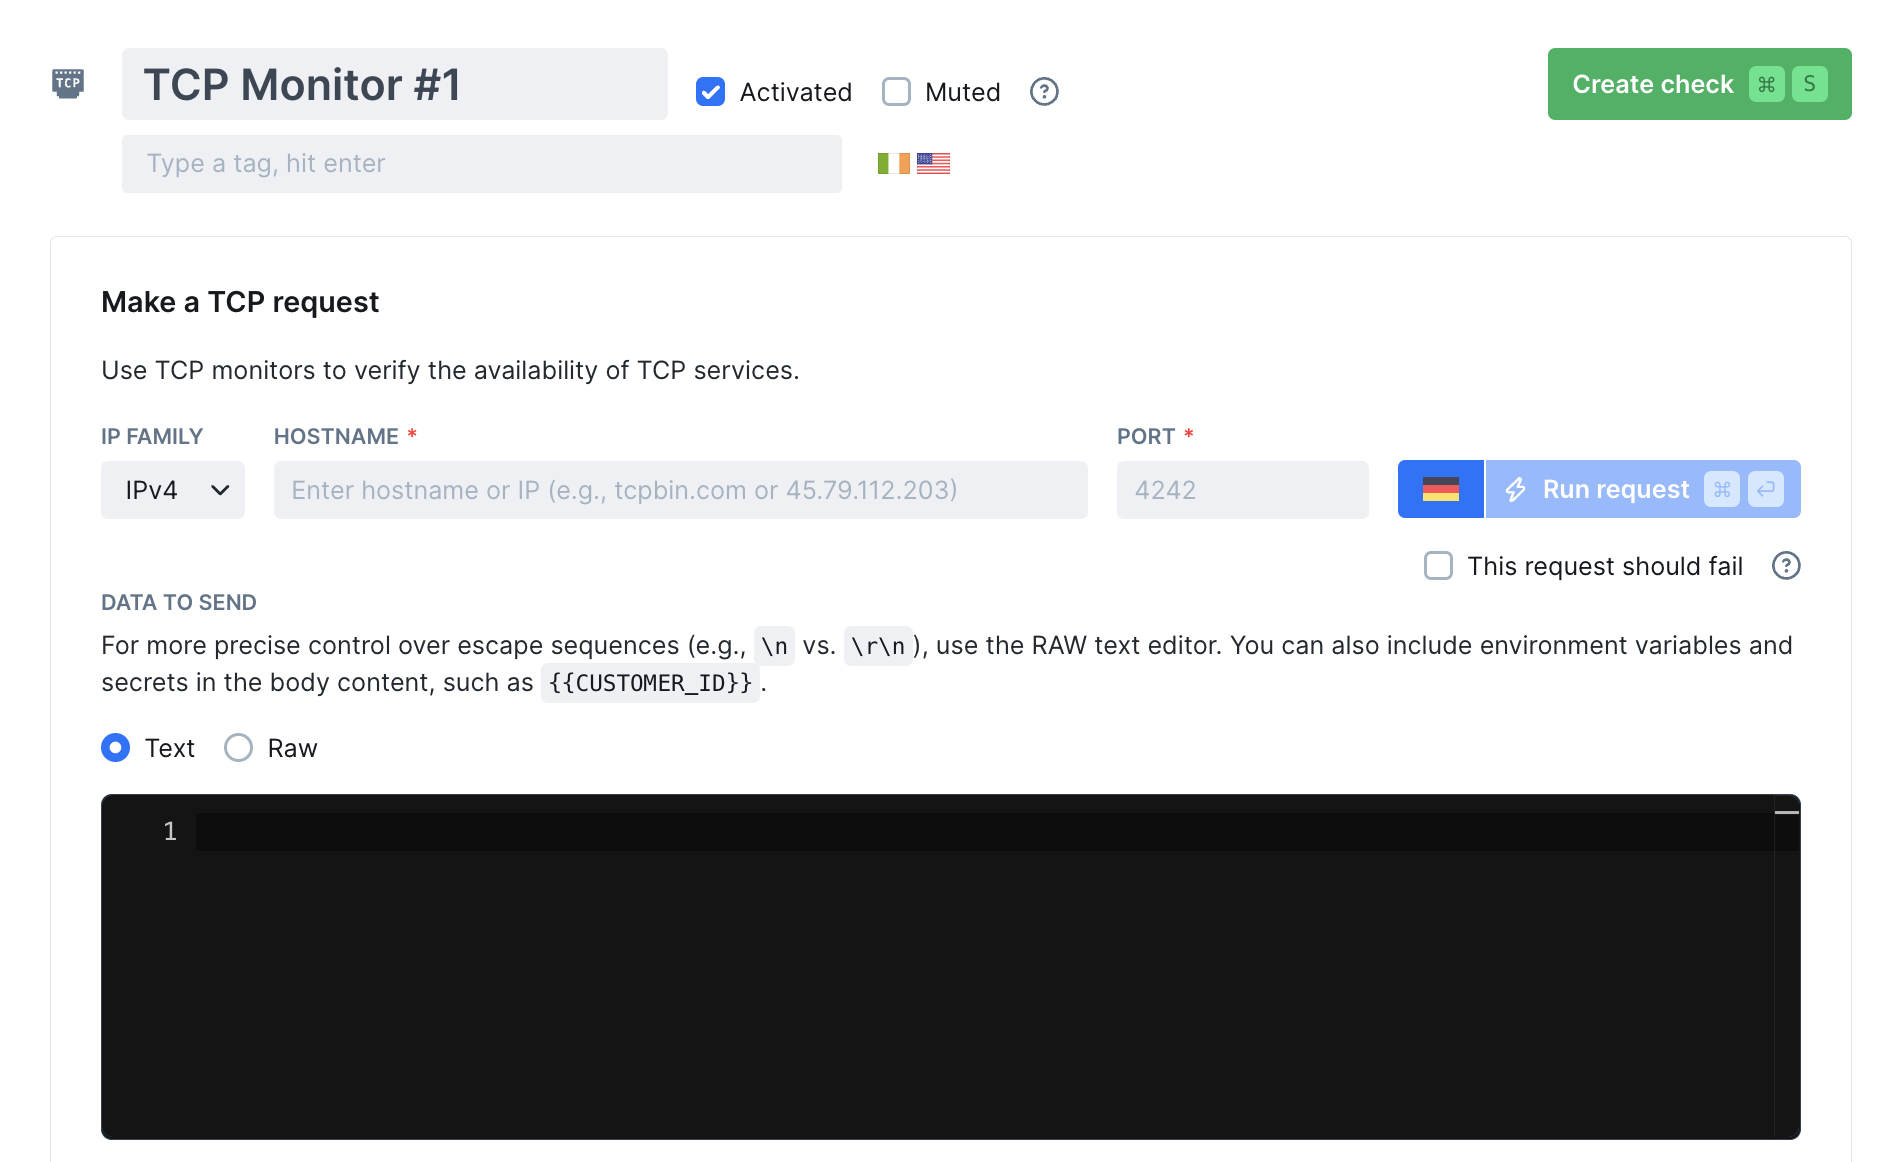 TCP
TCP Monitor #1
Activated
Muted
?
Create check ⌘ S
Type a tag, hit enter
Make a TCP request
Use TCP monitors to verify the availability of TCP services.
IP FAMILY
HOSTNAME *
PORT *
IPv4
Enter hostname or IP (e.g., tcpbin.com or 45.79.112.203)
4242
Run request ⌘ ↵
This request should fail
?
DATA TO SEND
For more precise control over escape sequences (e.g., \n vs. \r\n), use the RAW text editor. You can also include environment variables and
secrets in the body content, such as {{CUSTOMER_ID}}.
Text
Raw
1